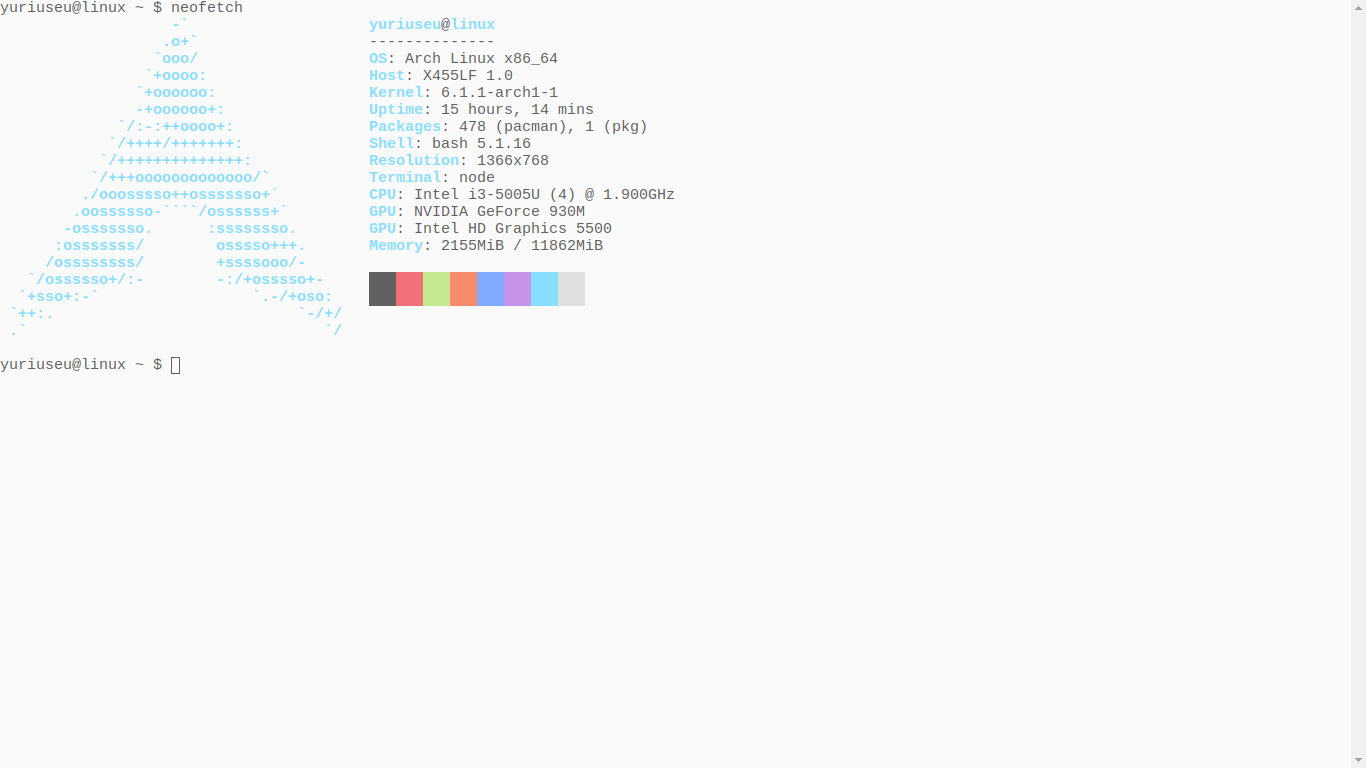 yuriuseu@linux ~ $ neofetch
                   -`                    yuriuseu@linux
                  .o+`                   --------------
                 `ooo/                   OS: Arch Linux x86_64
                `+oooo:                  Host: X455LF 1.0
               `+oooooo:                 Kernel: 6.1.1-arch1-1
               -+oooooo+:                Uptime: 15 hours, 14 mins
             `/:-:++oooo+:               Packages: 478 (pacman), 1 (pkg)
            `/++++/+++++++:              Shell: bash 5.1.16
           `/++++++++++++++:             Resolution: 1366x768
          `/+++ooooooooooooo/`           Terminal: node
         ./ooosssso++osssssso+`          CPU: Intel i3-5005U (4) @ 1.900GHz
        .oossssso-````/ossssss+`         GPU: NVIDIA GeForce 930M
       -osssssso.      :ssssssso.        GPU: Intel HD Graphics 5500
      :osssssss/        osssso+++.       Memory: 2155MiB / 11862MiB
     /ossssssss/        +ssssooo/-
   `/ossssso+/:-        -:/+osssso+-
  `+sso+:-`                 `.-/+oso:
 `++:.                           `-/+/
 .`                                 `/
yuriuseu@linux ~ $